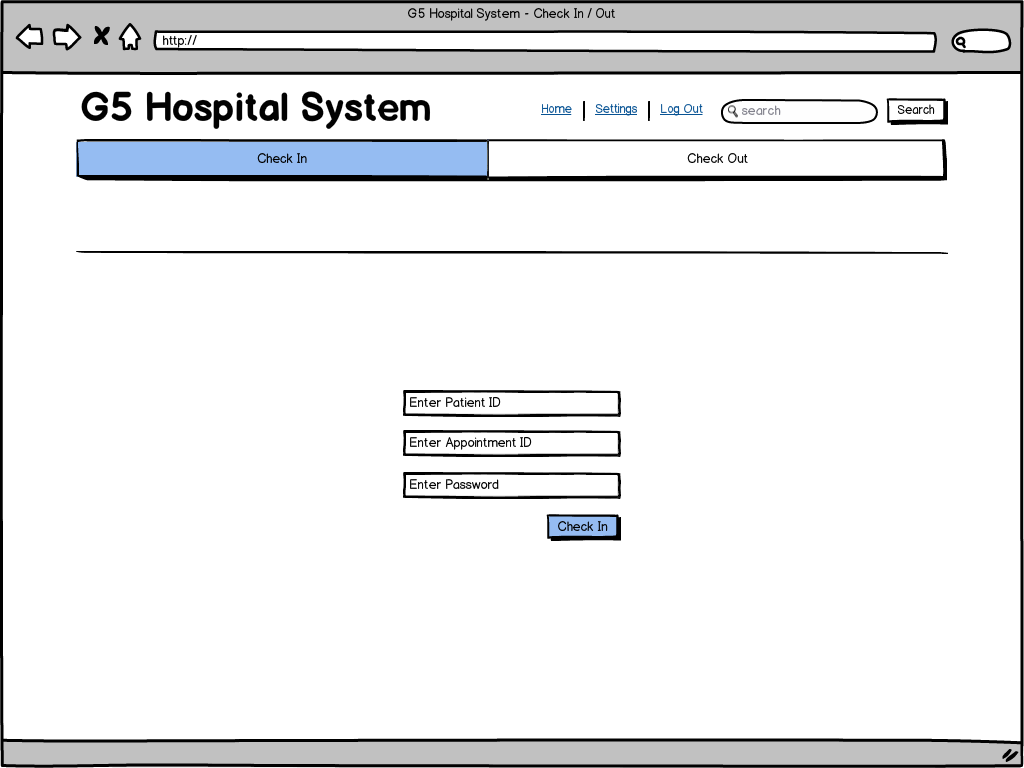 G5 Hospital System - Check In / Out
http://
G5 Hospital System
Home Settings Log Out search Search
Check In Check Out
Enter Patient ID
Enter Appointment ID
Enter Password
Check In